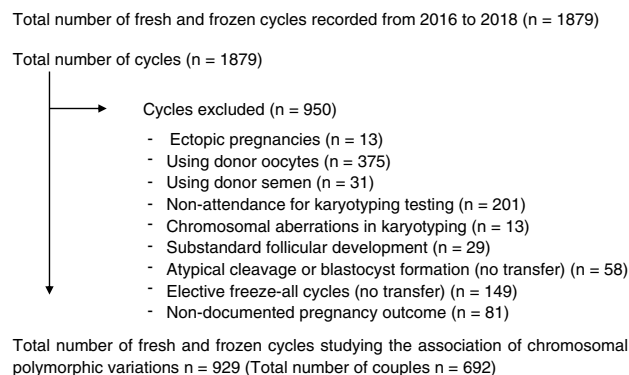 Total number of fresh and frozen cycles recorded from 2016 to 2018 (n = 1879)
Total number of cycles (n = 1879)
Cycles excluded (n = 950)
- Ectopic pregnancies (n = 13)
- Using donor oocytes (n = 375)
- Using donor semen (n = 31)
- Non-attendance for karyotyping testing (n = 201)
- Chromosomal aberrations in karyotyping (n = 13)
- Substandard follicular development (n = 29)
- Atypical cleavage or blastocyst formation (no transfer) (n = 58)
- Elective freeze-all cycles (no transfer) (n = 149)
- Non-documented pregnancy outcome (n = 81)
Total number of fresh and frozen cycles studying the association of chromosomal
polymorphic variations n = 929 (Total number of couples n = 692)